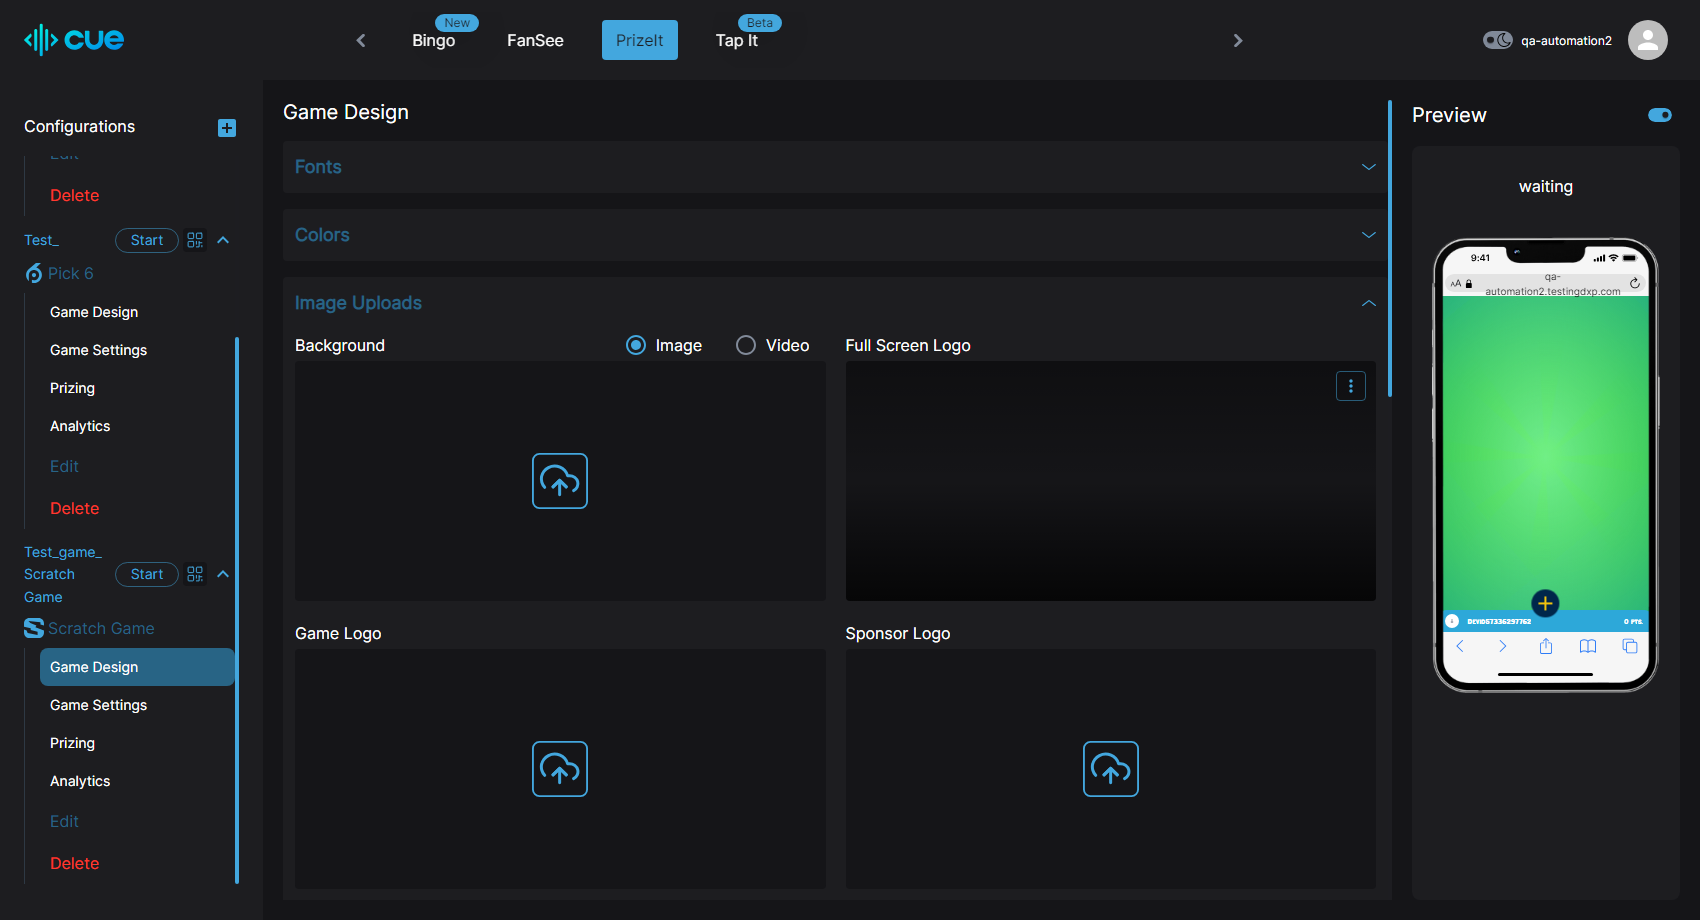 cue
New
Bingo
FanSee
PrizeIt
Beta
Tap It
qa-automation2
Configurations
Edit
Delete
Test_
Start
Pick 6
Game Design
Game Settings
Prizing
Analytics
Edit
Delete
Test_game_
Scratch
Game
Start
Scratch Game
Game Design
Game Settings
Prizing
Analytics
Edit
Delete
Game Design
Fonts
Colors
Image Uploads
Background
Image
Video
Full Screen Logo
Game Logo
Sponsor Logo
Preview
waiting
9:41
AA
qa-
automation2.testingdxp.com
0 PTS.